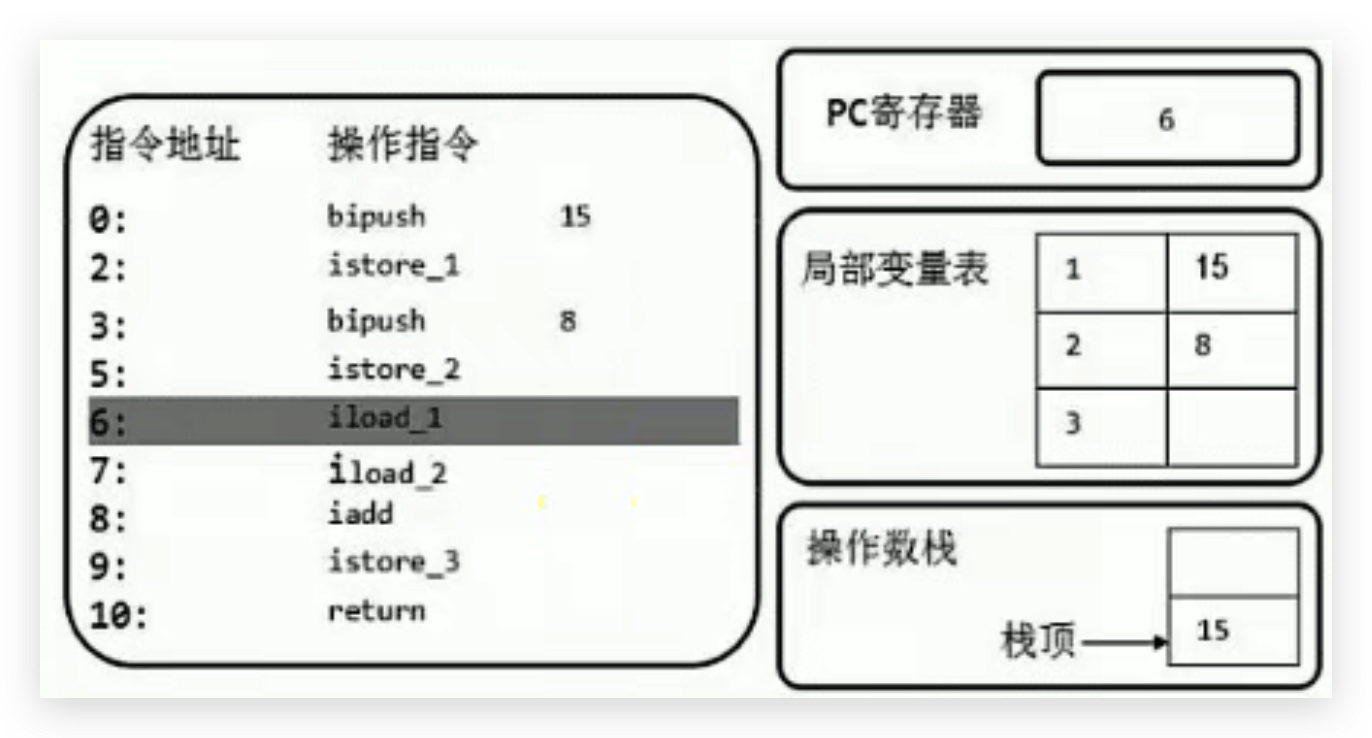 指令地址 操作指令
0: bipush 15
2: istore_1
3: bipush 8
5: istore_2
6: iload_1
7: iload_2
8: iadd
9: istore_3
10: return
PC寄存器 6
局部变量表 1 15
2 8
3
操作数栈
栈顶 15